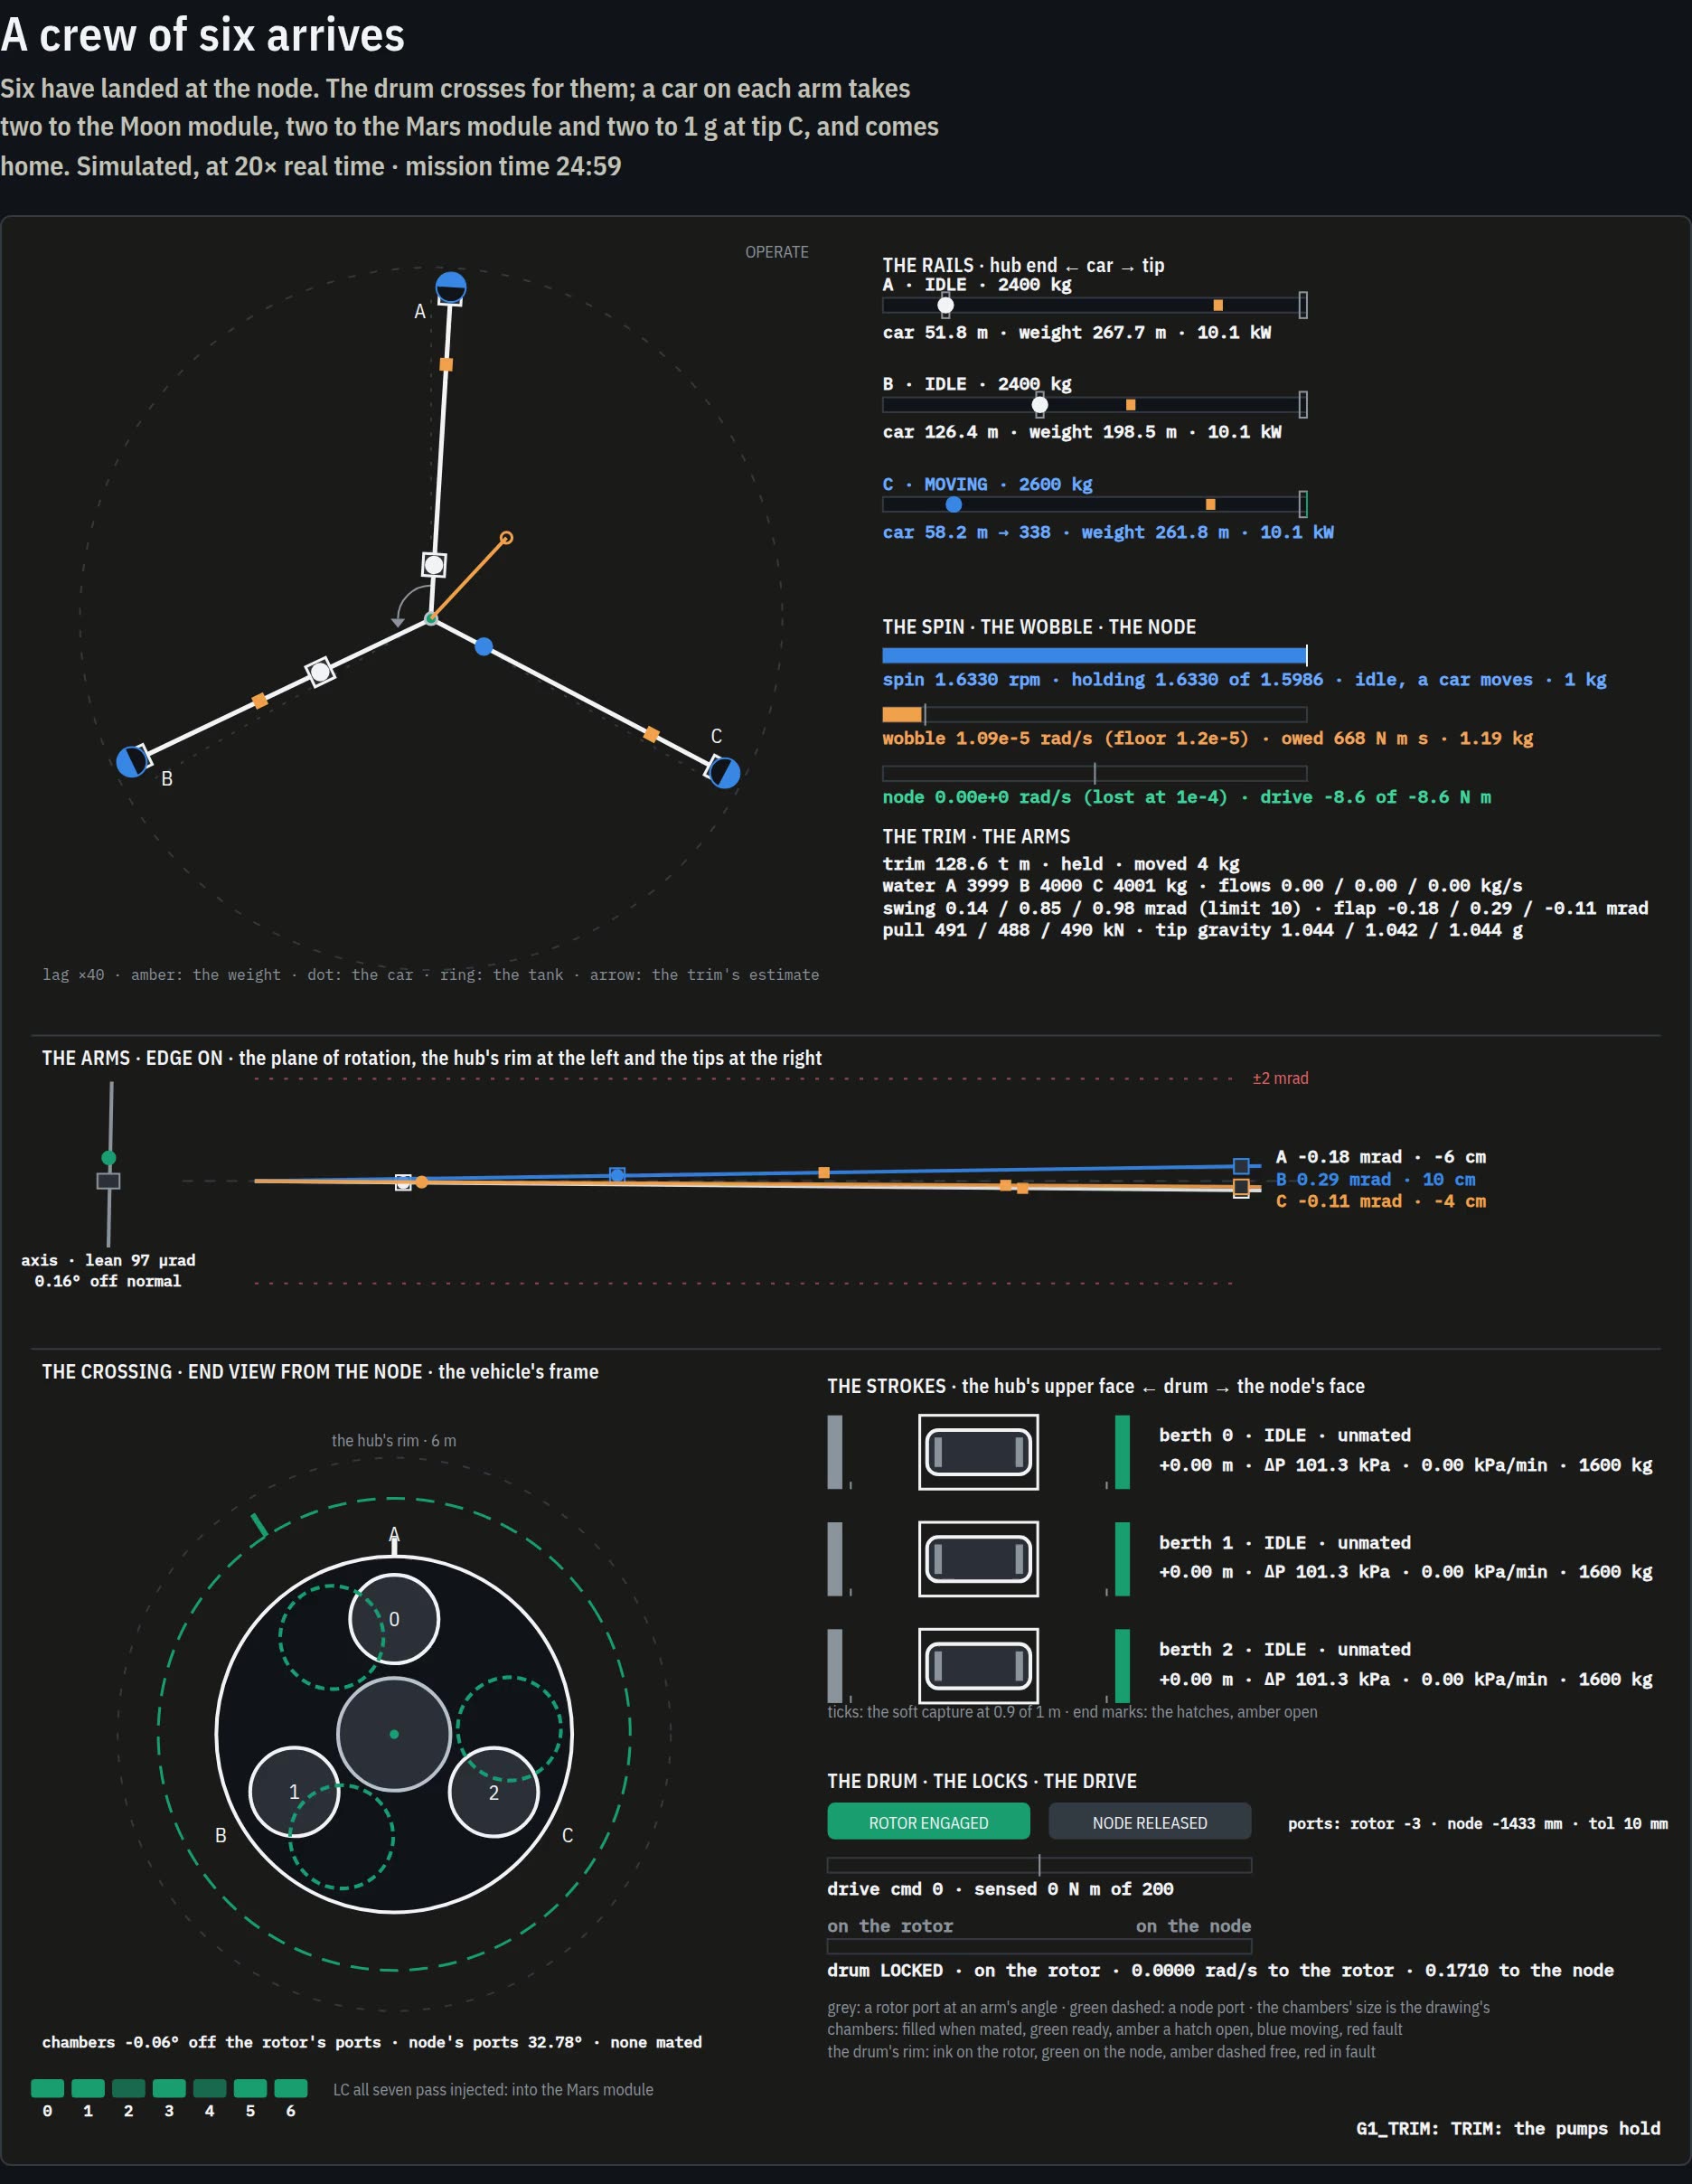 A crew of six arrives
Six have landed at the node. The drum crosses for them; a car on each arm takes
two to the Moon module, two to the Mars module and two to 1 g at tip C, and comes
home. Simulated, at 20× real time · mission time 24:59
OPERATE
A
B
C
lag ×40 · amber: the weight · dot: the car · ring: the tank · arrow: the trim's estimate
THE RAILS · hub end ← car → tip
A · IDLE · 2400 kg
car 51.8 m · weight 267.7 m · 10.1 kW
B · IDLE · 2400 kg
car 126.4 m · weight 198.5 m · 10.1 kW
C · MOVING · 2600 kg
car 58.2 m → 338 · weight 261.8 m · 10.1 kW
THE SPIN · THE WOBBLE · THE NODE
spin 1.6330 rpm · holding 1.6330 of 1.5986 · idle, a car moves · 1 kg
wobble 1.09e-5 rad/s (floor 1.2e-5) · owed 668 N m s · 1.19 kg
node 0.00e+0 rad/s (lost at 1e-4) · drive -8.6 of -8.6 N m
THE TRIM · THE ARMS
trim 128.6 t m · held · moved 4 kg
water A 3999 B 4000 C 4001 kg · flows 0.00 / 0.00 / 0.00 kg/s
swing 0.14 / 0.85 / 0.98 mrad (limit 10) · flap -0.18 / 0.29 / -0.11 mrad
pull 491 / 488 / 490 kN · tip gravity 1.044 / 1.042 / 1.044 g
THE ARMS · EDGE ON · the plane of rotation, the hub's rim at the left and the tips at the right
±2 mrad
A -0.18 mrad · -6 cm
B 0.29 mrad · 10 cm
C -0.11 mrad · -4 cm
axis · lean 97 µrad
0.16° off normal
THE CROSSING · END VIEW FROM THE NODE · the vehicle's frame
the hub's rim · 6 m
A
0
1
2
B
C
chambers -0.06° off the rotor's ports · node's ports 32.78° · none mated
LC all seven pass injected: into the Mars module
0 1 2 3 4 5 6
THE STROKES · the hub's upper face ← drum → the node's face
berth 0 · IDLE · unmated
+0.00 m · ΔP 101.3 kPa · 0.00 kPa/min · 1600 kg
berth 1 · IDLE · unmated
+0.00 m · ΔP 101.3 kPa · 0.00 kPa/min · 1600 kg
berth 2 · IDLE · unmated
+0.00 m · ΔP 101.3 kPa · 0.00 kPa/min · 1600 kg
ticks: the soft capture at 0.9 of 1 m · end marks: the hatches, amber open
THE DRUM · THE LOCKS · THE DRIVE
ROTOR ENGAGED
NODE RELEASED
ports: rotor -3 · node -1433 mm · tol 10 mm
drive cmd 0 · sensed 0 N m of 200
on the rotor
on the node
drum LOCKED · on the rotor · 0.0000 rad/s to the rotor · 0.1710 to the node
grey: a rotor port at an arm's angle · green dashed: a node port · the chambers' size is the drawing's
chambers: filled when mated, green ready, amber a hatch open, blue moving, red fault
the drum's rim: ink on the rotor, green on the node, amber dashed free, red in fault
G1_TRIM: TRIM: the pumps hold